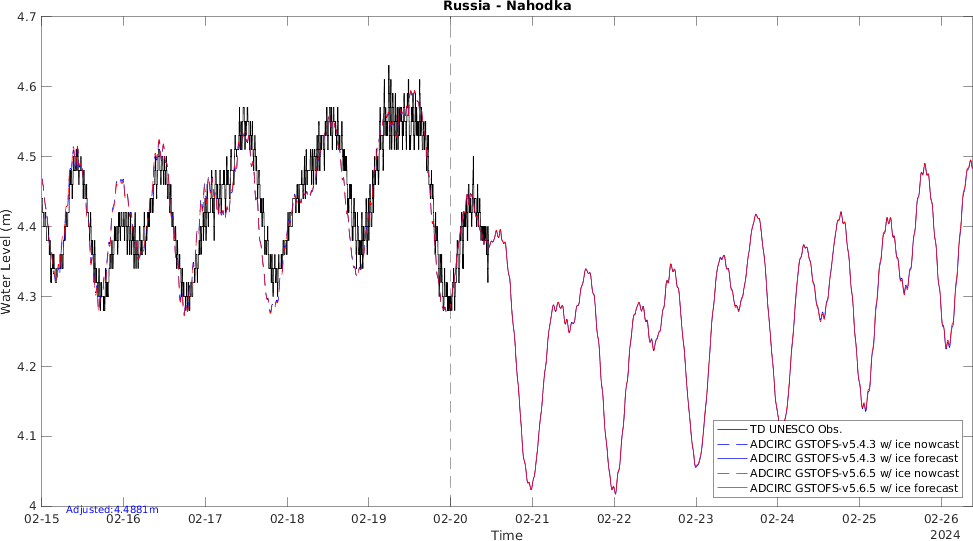 Russia - Nahodka
4.7
4.6
4.5
4.4
4.3
4.2
4.1
4
Water Level (m)
TD UNESCO Obs.
ADCIRC GSTOFS-v5.4.3 w/ ice nowcast
ADCIRC GSTOFS-v5.4.3 w/ ice forecast
ADCIRC GSTOFS-v5.6.5 w/ ice nowcast
ADCIRC GSTOFS-v5.6.5 w/ ice forecast
Adjusted:4.4881m
02-15 02-16 02-17 02-18 02-19 02-20 02-21 02-22 02-23 02-24 02-25 02-26
2024
Time